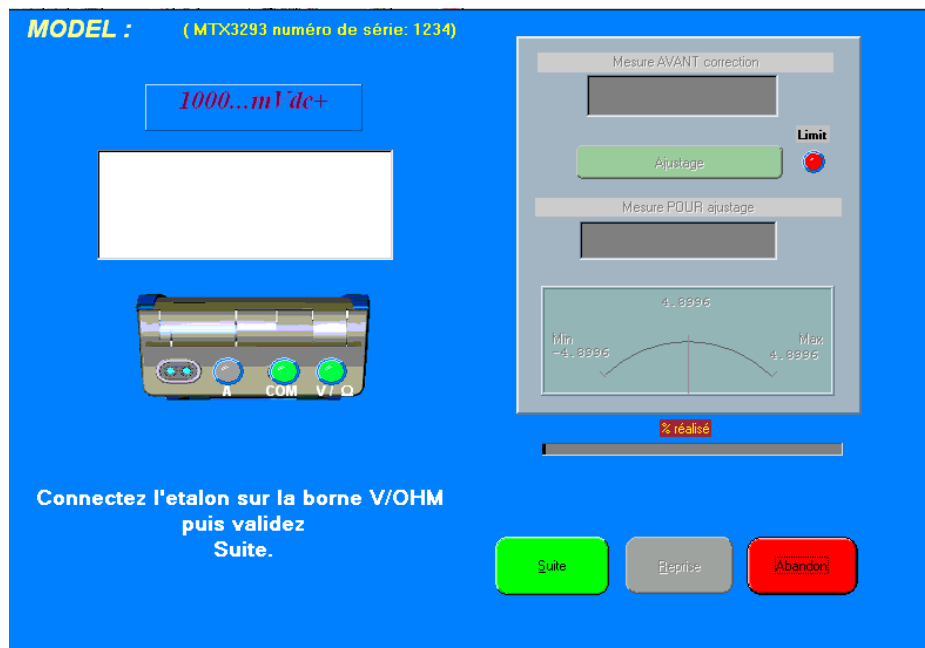 MODEL : ( MTX3293 numéro de série: 1234)
Mesure AVANT correction
1000...mVdc+
Limit
Ajustage
Mesure POUR ajustage
4.8996
Min
Max
-4.8996
4.8996
A
COM
V / Ω
% réalisé
Connectez l'etalon sur la borne V/OHM
puis validez
Suite.
Suite
Reprise
Abandon